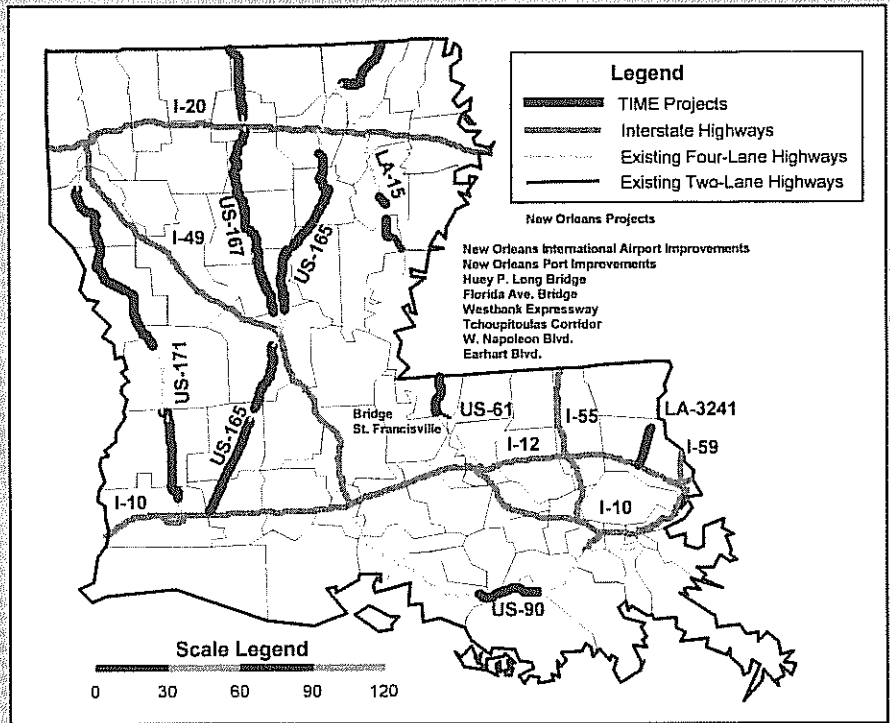 Legend
TIME Projects
Interstate Highways
Existing Four-Lane Highways
Existing Two-Lane Highways
I-20
LA-15
I-49
US-167
US-165
New Orleans Projects
New Orleans International Airport Improvements
New Orleans Port Improvements
Huey P. Long Bridge
Florida Ave. Bridge
Westbank Expressway
Tchoupitoulas Corridor
W. Napoleon Blvd.
Earhart Blvd.
US-171
US-165
Bridge
St. Francisville
US-61
I-55
LA-3241
I-12
I-59
I-10
I-10
US-90
Scale Legend
0 30 60 90 120